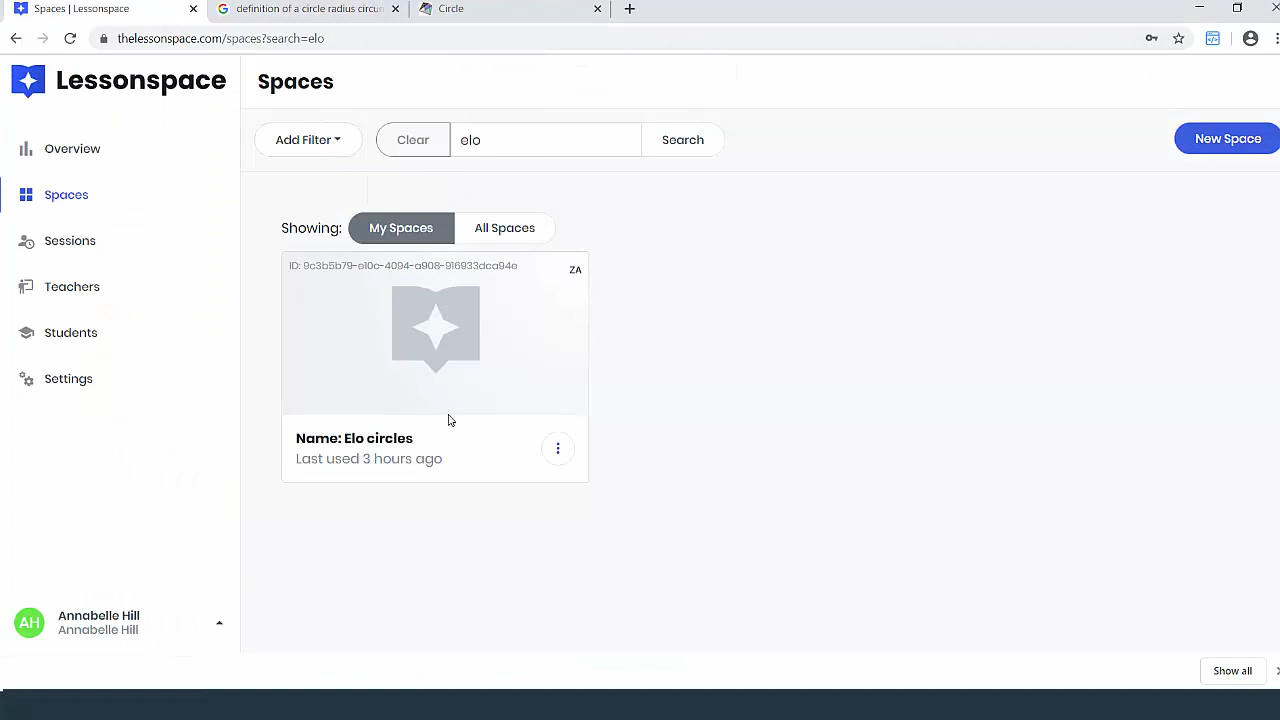 Spaces | Lessonspace
definition of a circle radius circun
Circle
thelessonspace.com/spaces?search=elo
Lessonspace
Spaces
Add Filter
Clear
elo
Search
New Space
Overview
Spaces
Sessions
Teachers
Students
Settings
Showing:
My Spaces
All Spaces
ID: 9c3b5b79-e10c-4094-a908-916933dca94e
ZA
Name: Elo circles
Last used 3 hours ago
AH
Annabelle Hill
Annabelle Hill
Show all